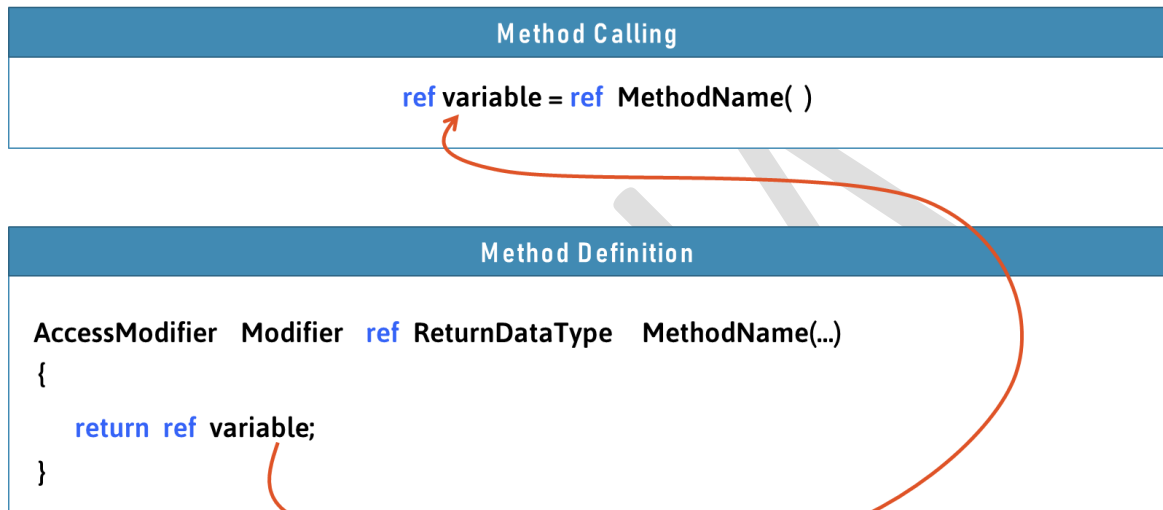 Method Calling
ref variable = ref MethodName( )
Method Definition
AccessModifier Modifier ref ReturnDataType MethodName(...)
{
return ref variable;
}